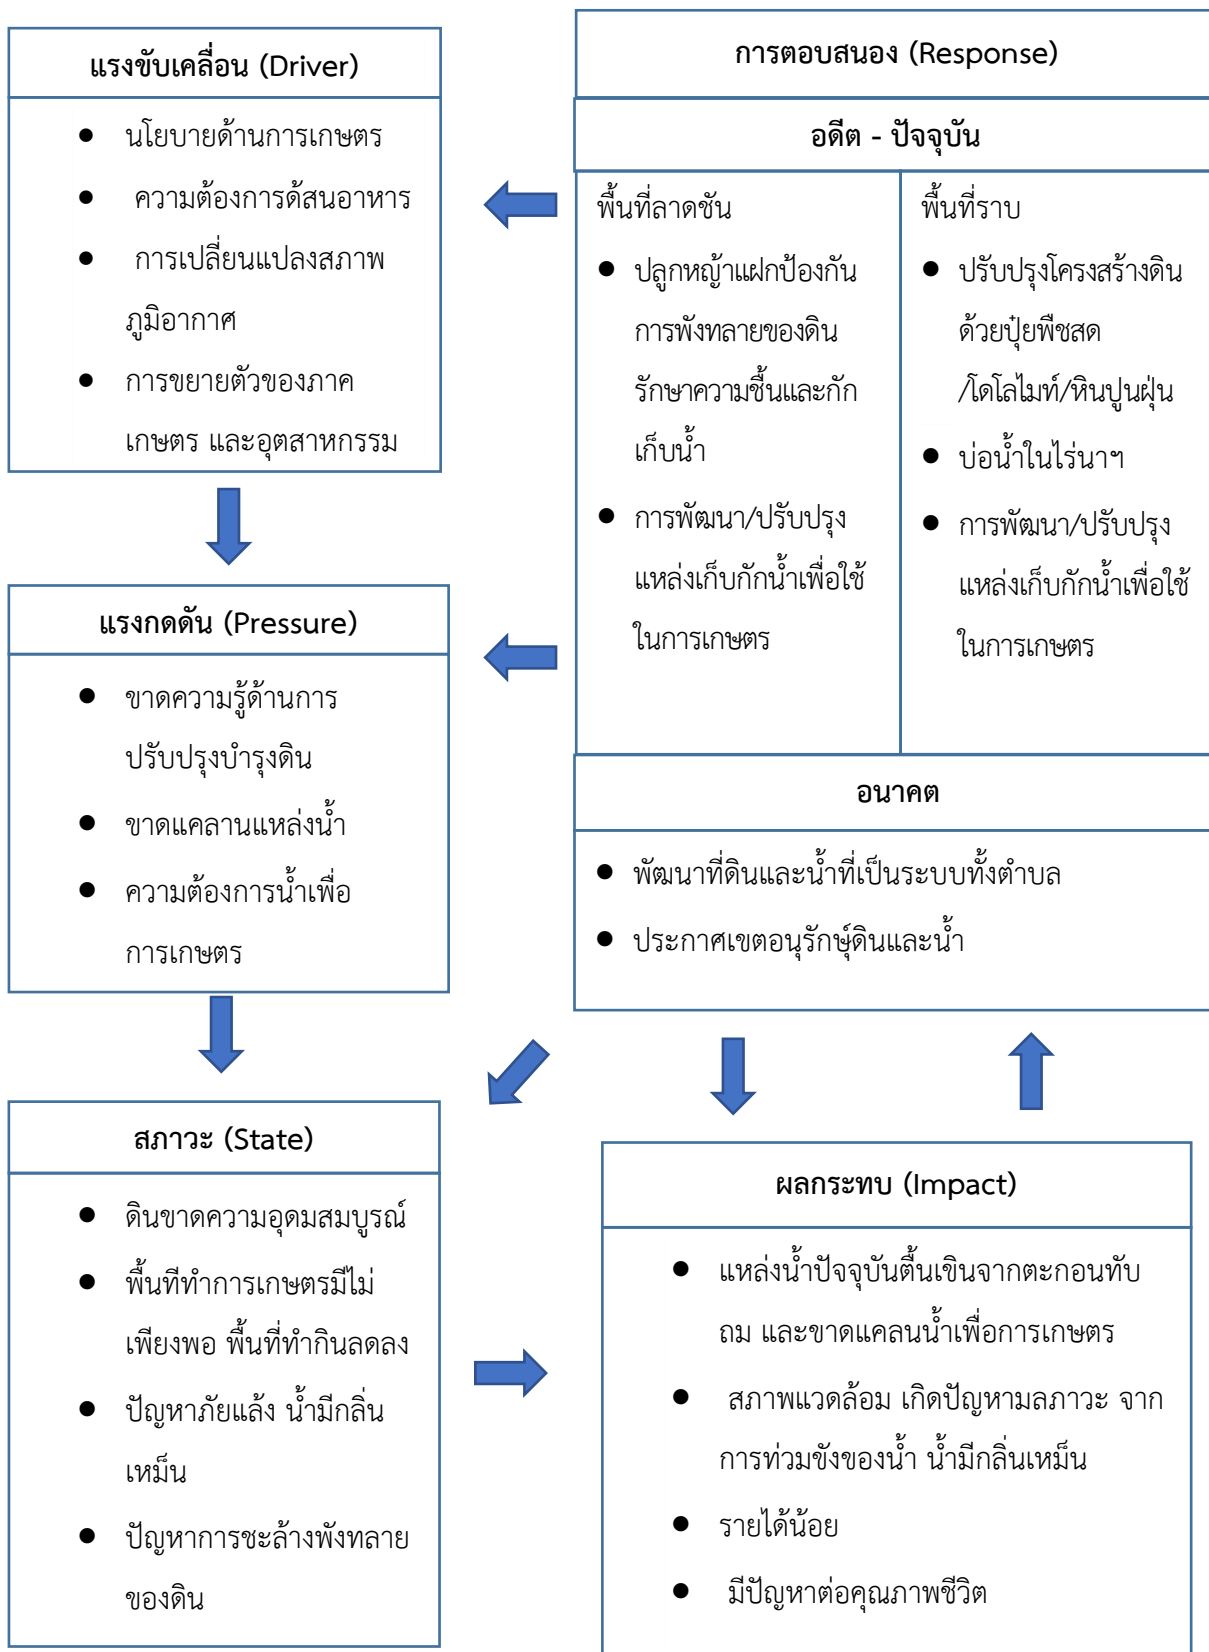 แรงขับเคลื่อน (Driver)
นโยบายด้านการเกษตร
ความต้องการด้สนอาหาร
การเปลี่ยนแปลงสภาพ
ภูมิอากาศ
การขยายตัวของภาค
เกษตร และอุตสาหกรรม
แรงกดดัน (Pressure)
ขาดความรู้ด้านการ
ปรับปรุงบำรุงดิน
ขาดแคลานแหล่งน้ำ
ความต้องการน้ำเพื่อ
การเกษตร
สภาวะ (State)
ดินขาดความอุดมสมบูรณ์
พื้นทีทำการเกษตรมีไม่
เพียงพอ พื้นที่ทำกินลดลง
ปัญหาภัยแล้ง น้ำมีกลิ่น
เหม็น
ปัญหาการชะล้างพังทลาย
ของดิน
การตอบสนอง (Response)
อดีต - ปัจจุบัน
พื้นที่ลาดชัน
ปลูกหญ้าแฝกป้องกัน
การพังทลายของดิน
รักษาความชื้นและกัก
เก็บน้ำ
การพัฒนา/ปรับปรุง
แหล่งเก็บกักน้ำเพื่อใช้
ในการเกษตร
พื้นที่ราบ
ปรับปรุงโครงสร้างดิน
ด้วยปุ๋ยพืชสด
/โดโลไมท์/หินปูนฝุ่น
บ่อน้ำในไร่นาฯ
การพัฒนา/ปรับปรุง
แหล่งเก็บกักน้ำเพื่อใช้
ในการเกษตร
อนาคต
พัฒนาที่ดินและน้ำที่เป็นระบบทั้งตำบล
ประกาศเขตอนุรักษ์ุดินและน้ำ
ผลกระทบ (Impact)
แหล่งน้ำปัจจุบันตื้นเขินจากตะกอนทับ
ถม และขาดแคลนน้ำเพื่อการเกษตร
สภาพแวดล้อม เกิดปัญหามลภาวะ จาก
การท่วมขังของน้ำ น้ำมีกลิ่นเหม็น
รายได้น้อย
มีปัญหาต่อคุณภาพชีวิต